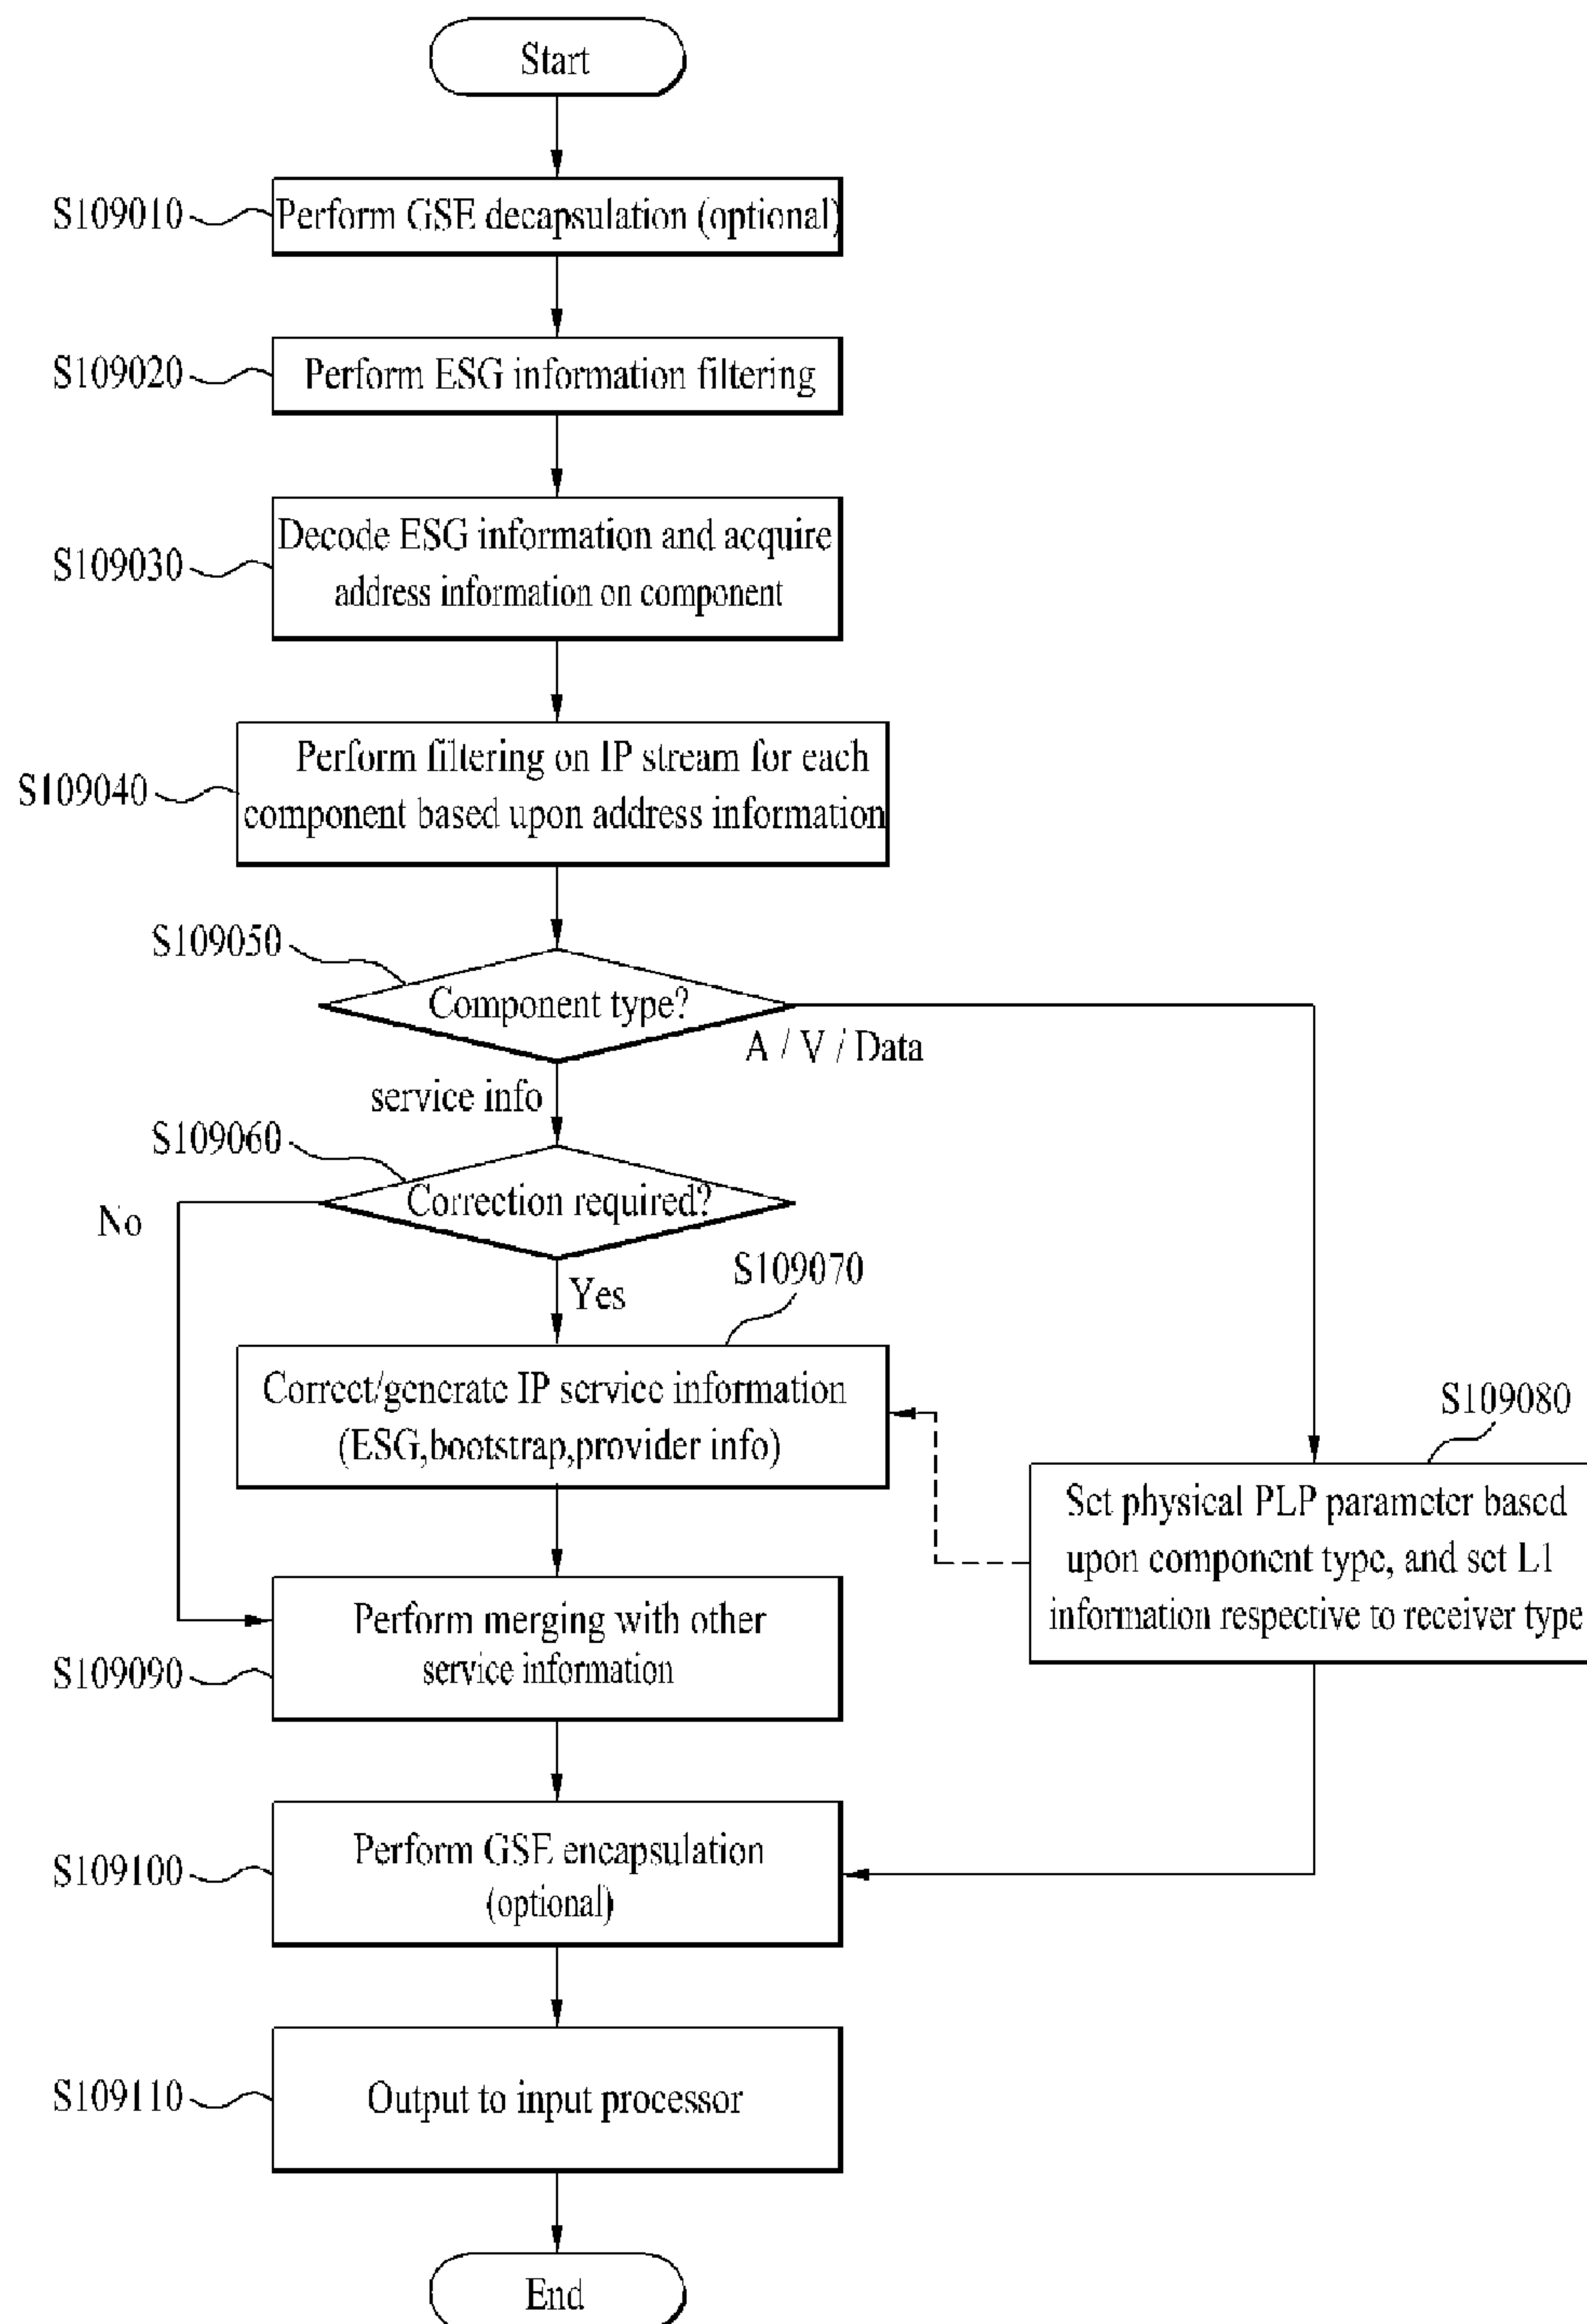 Start
S109010
Perform GSE decapsulation (optional)
S109020
Perform ESG information filtering
S109030
Decode ESG information and acquire
address information on component
S109040
Perform filtering on IP stream for each
component based upon address information
S109050
Component type?
A / V / Data
service info
S109060
Correction required?
No
Yes
S109070
Correct/generate IP service information
(ESG,bootstrap,provider info)
S109080
Set physical PLP parameter based
upon component type, and set L1
information respective to receiver type
S109090
Perform merging with other
service information
S109100
Perform GSE encapsulation
(optional)
S109110
Output to input processor
End